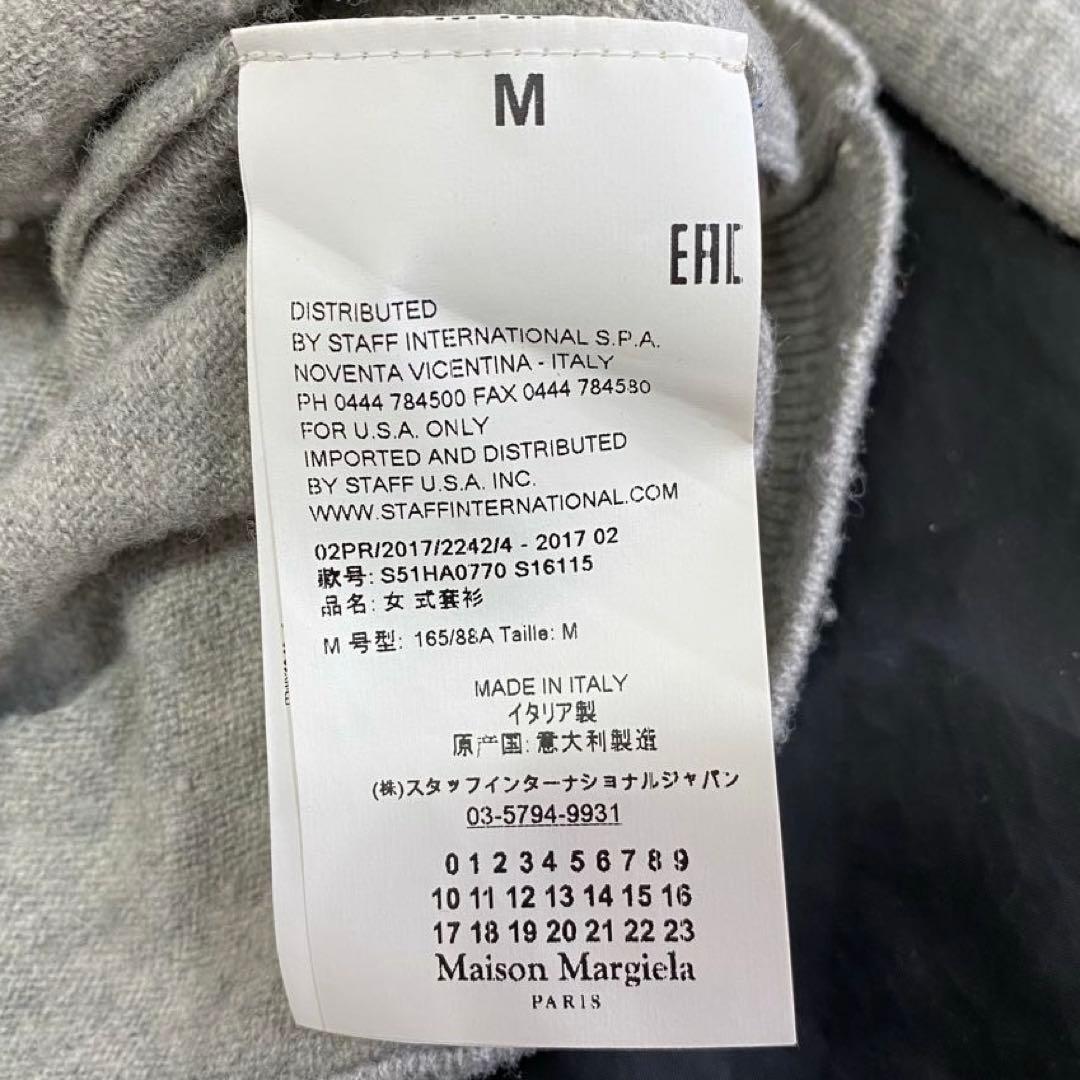 M
EAC
DISTRIBUTED
BY STAFF INTERNATIONAL S.P.A.
NOVENTA VICENTINA - ITALY
PH 0444 784500 FAX 0444 784580
FOR U.S.A. ONLY
IMPORTED AND DISTRIBUTED
BY STAFF U.S.A. INC.
WWW.STAFFINTERNATIONAL.COM
02PR/2017/2242/4 - 2017 02
款号: S51HA0770 S16115
品名: 女 式套衫
M 号型: 165/88A Taille: M
MADE IN ITALY
イタリア製
原产国: 意大利製造
(株)スタッフインターナショナルジャパン
03-5794-9931
0 1 2 3 4 5 6 7 8 9
10 11 12 13 14 15 16
17 18 19 20 21 22 23
Maison Margiela
PARIS